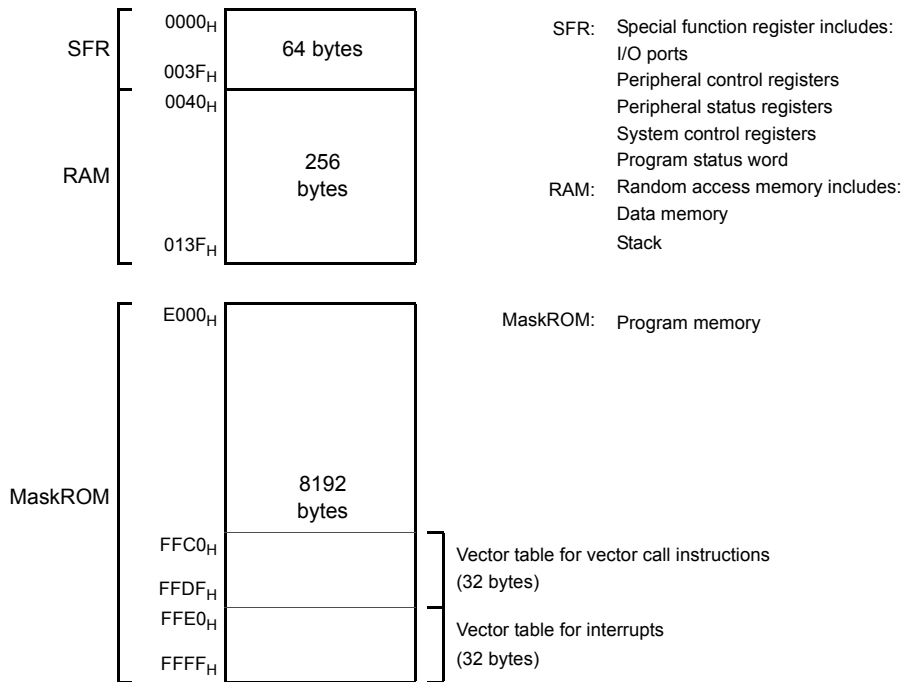 0000H
SFR
64 bytes
003FH
0040H
RAM
256
bytes
013FH
SFR: Special function register includes:
I/O ports
Peripheral control registers
Peripheral status registers
System control registers
Program status word
RAM: Random access memory includes:
Data memory
Stack
E000H
MaskROM
8192
bytes
FFC0H
FFDFH
FFE0H
FFFFH
MaskROM: Program memory
Vector table for vector call instructions
(32 bytes)
Vector table for interrupts
(32 bytes)